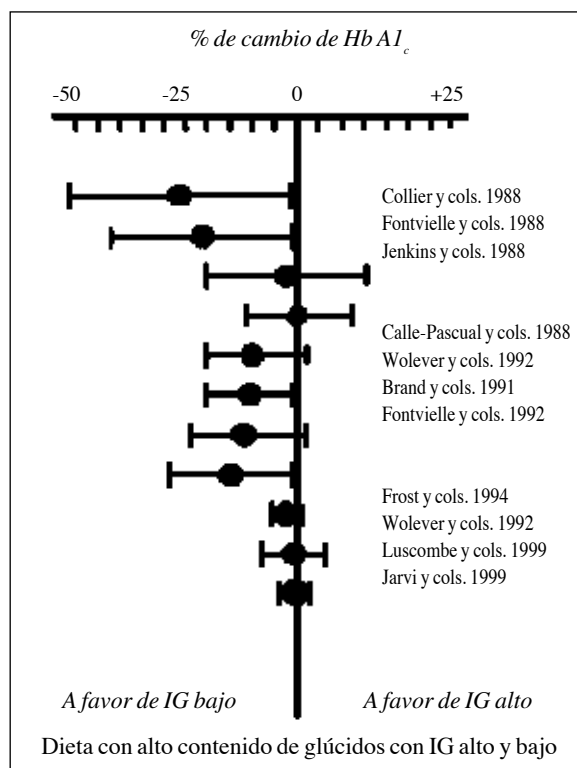 % de cambio de Hb A1c
-50 -25 0 +25
Collier y cols. 1988
Fontvielle y cols. 1988
Jenkins y cols. 1988
Calle-Pascual y cols. 1988
Wolever y cols. 1992
Brand y cols. 1991
Fontvielle y cols. 1992
Frost y cols. 1994
Wolever y cols. 1992
Luscombe y cols. 1999
Jarvi y cols. 1999
A favor de IG bajo A favor de IG alto
Dieta con alto contenido de glúcidos con IG alto y bajo